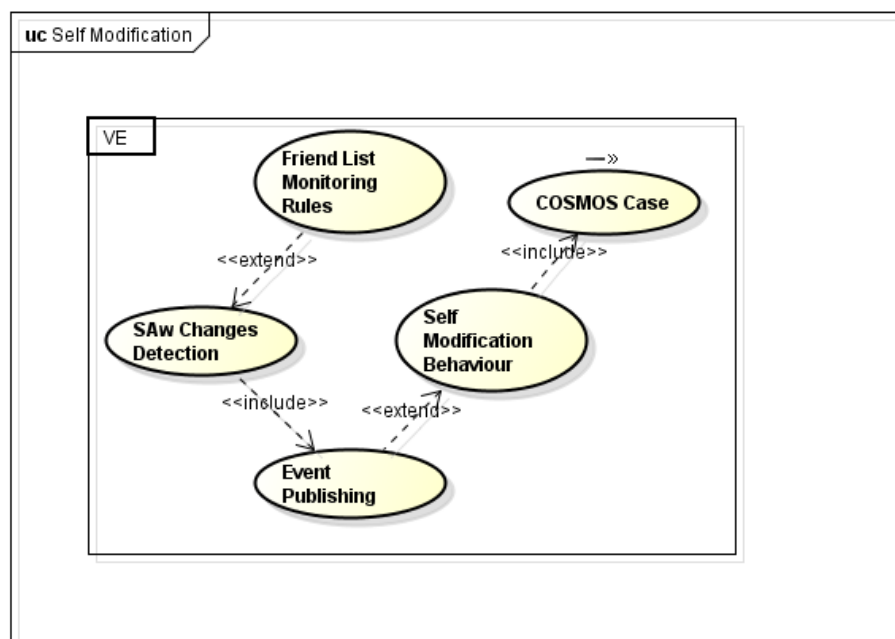 uc Self Modification
VE
Friend List
Monitoring
Rules
—»
COSMOS Case
<<extend>>
<<include>>
SAw Changes
Detection
Self
Modification
Behaviour
<<include>>
<<extend>>
Event
Publishing